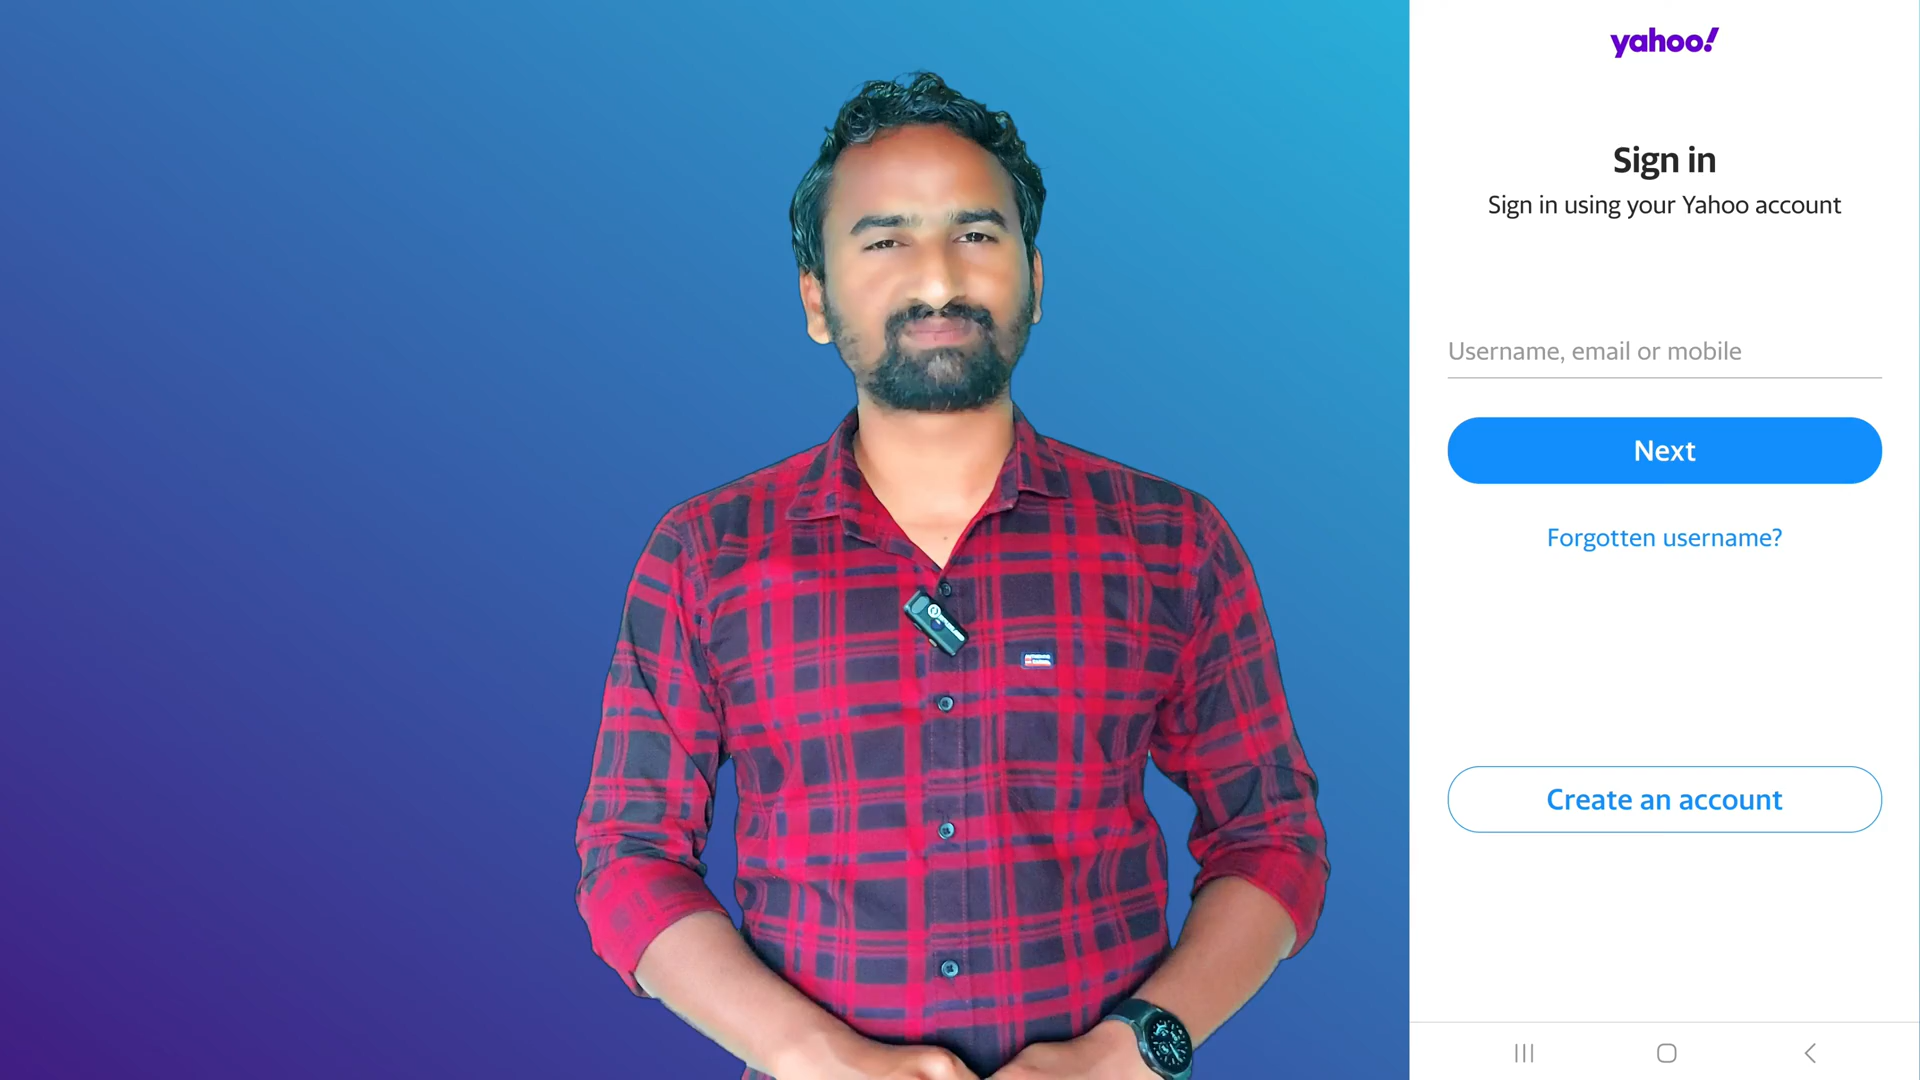 yahoo!
Sign in
Sign in using your Yahoo account
Username, email or mobile
Next
Forgotten username?
Create an account